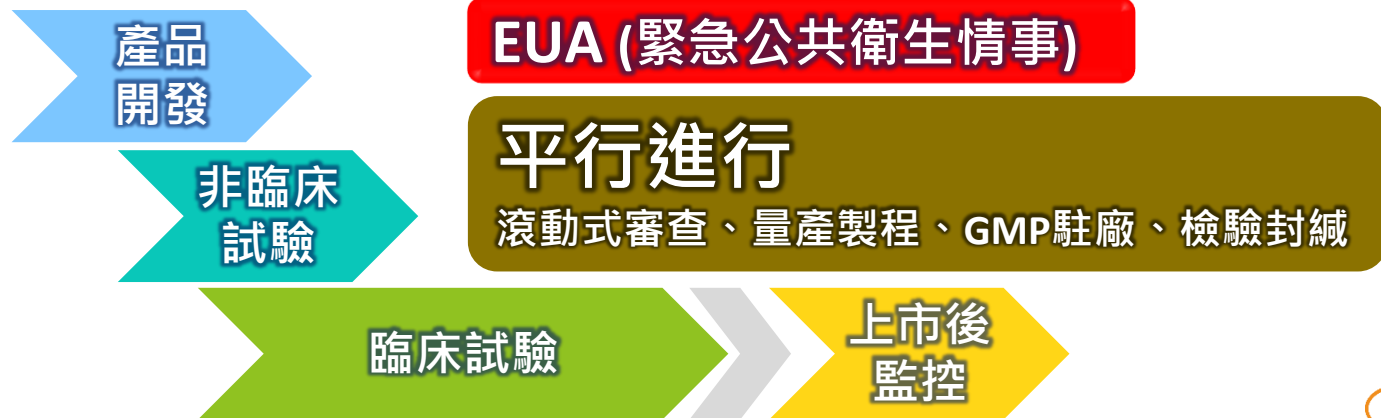 產品
開發
EUA (緊急公共衛生情事)
平行進行
滾動式審查、量產製程、GMP駐廠、檢驗封緘
非臨床
試驗
臨床試驗
上市後
監控